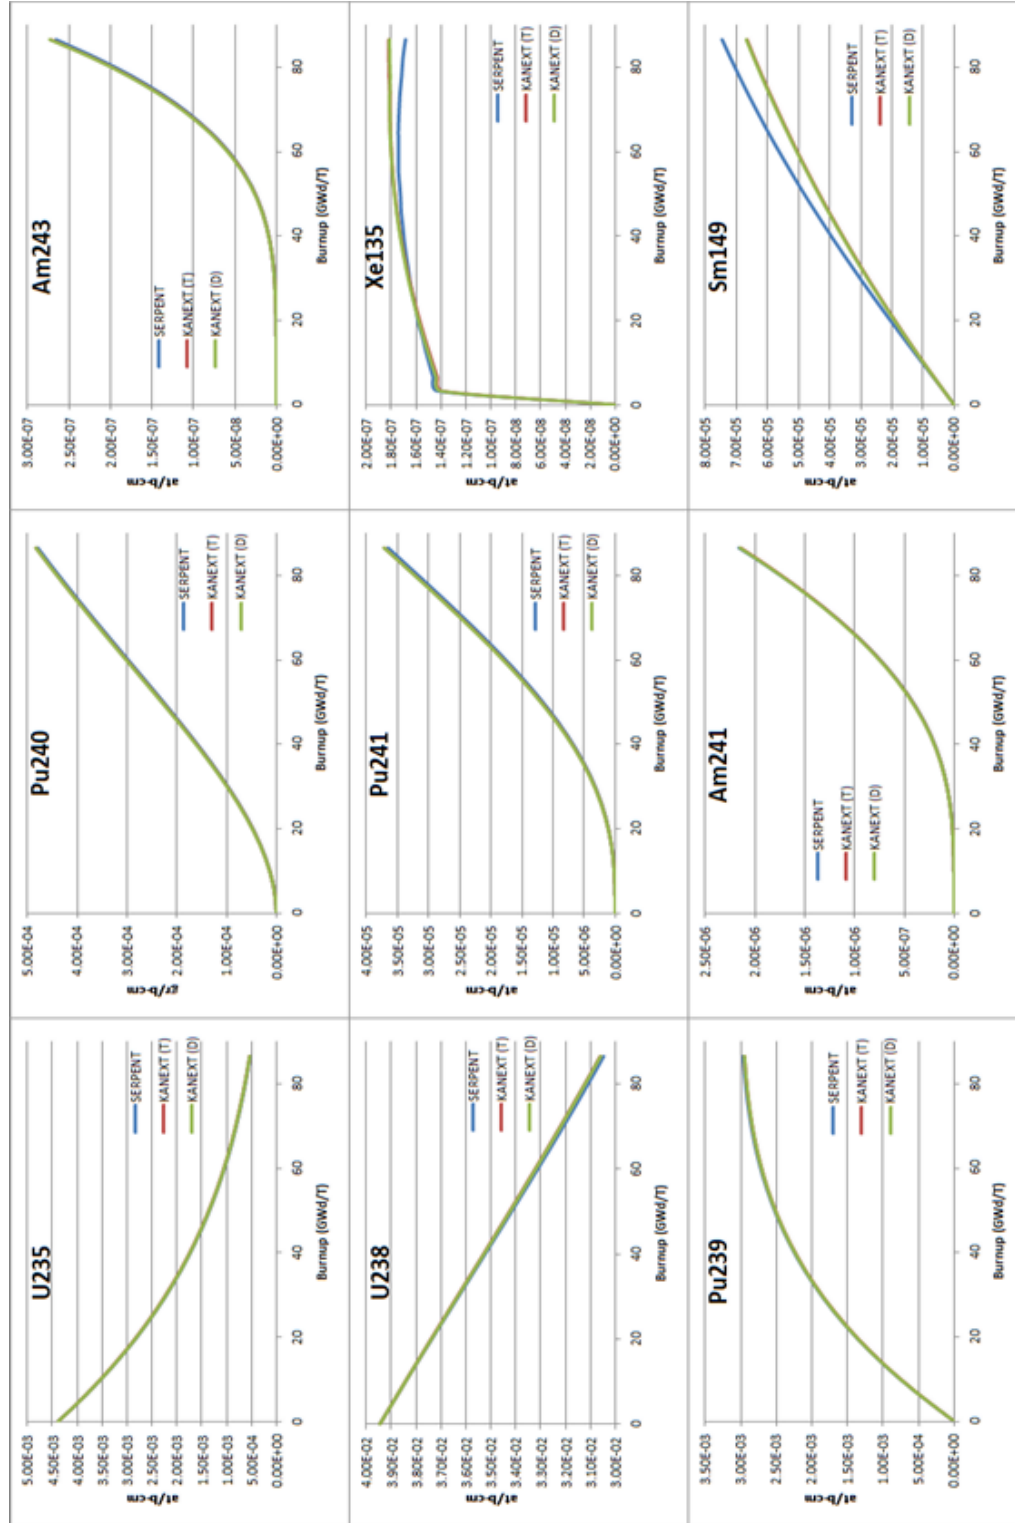 U235
at/b-cm
5.00E-03
4.50E-03
4.00E-03
3.50E-03
3.00E-03
2.50E-03
2.00E-03
1.50E-03
1.00E-03
5.00E-04
0.00E+00
SERPENT
KANEXT (T)
KANEXT (D)
0 20 40 60 80
Burnup (GWd/T)
Pu240
gr/b-cm
5.00E-04
4.00E-04
3.00E-04
2.00E-04
1.00E-04
0.00E+00
SERPENT
KANEXT (T)
KANEXT (D)
0 20 40 60 80
Burnup (GWd/T)
Am243
at/b-cm
3.00E-07
2.50E-07
2.00E-07
1.50E-07
1.00E-07
5.00E-08
0.00E+00
SERPENT
KANEXT (T)
KANEXT (D)
0 20 40 60 80
Burnup (GWd/T)
U238
at/b-cm
4.00E-02
3.90E-02
3.80E-02
3.70E-02
3.60E-02
3.50E-02
3.40E-02
3.30E-02
3.20E-02
3.10E-02
3.00E-02
SERPENT
KANEXT (T)
KANEXT (D)
0 20 40 60 80
Burnup (GWd/T)
Pu241
at/b-cm
4.00E-05
3.50E-05
3.00E-05
2.50E-05
2.00E-05
1.50E-05
1.00E-05
5.00E-06
0.00E+00
SERPENT
KANEXT (T)
KANEXT (D)
0 20 40 60 80
Burnup (GWd/T)
Xe135
at/b-cm
2.00E-07
1.80E-07
1.60E-07
1.40E-07
1.20E-07
1.00E-07
8.00E-08
6.00E-08
4.00E-08
2.00E-08
0.00E+00
SERPENT
KANEXT (T)
KANEXT (D)
0 20 40 60 80
Burnup (GWd/T)
Pu239
at/b-cm
3.50E-03
3.00E-03
2.50E-03
2.00E-03
1.50E-03
1.00E-03
5.00E-04
0.00E+00
SERPENT
KANEXT (T)
KANEXT (D)
0 20 40 60 80
Burnup (GWd/T)
Am241
at/b-cm
2.50E-06
2.00E-06
1.50E-06
1.00E-06
5.00E-07
0.00E+00
SERPENT
KANEXT (T)
KANEXT (D)
0 20 40 60 80
Burnup (GWd/T)
Sm149
at/b-cm
8.00E-05
7.00E-05
6.00E-05
5.00E-05
4.00E-05
3.00E-05
2.00E-05
1.00E-05
0.00E+00
SERPENT
KANEXT (T)
KANEXT (D)
0 20 40 60 80
Burnup (GWd/T)